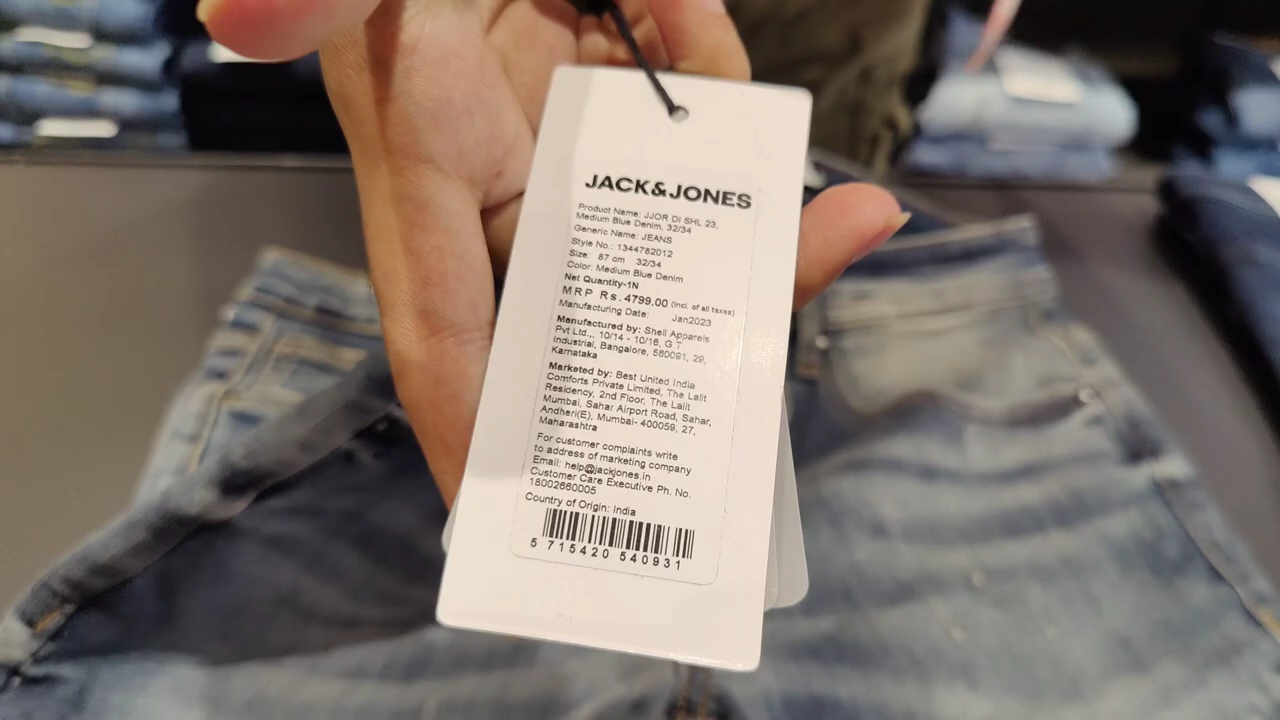 JACK&JONES
Product Name: JJOR Di SHL 23,
Medium Blue Denim, 32/34
Generic Name: JEANS
Style No.: 1344782012
Size: 87 cm 32/34
Color: Medium Blue Denim
Net Quantity-1N
MRP Rs. 4799.00 (incl. of all taxes)
Manufacturing Date: Jan2023
Manufactured by: Shell Apparels
Pvt Ltd.,, 10/14 - 10/16, G T
Industrial, Bangalore, 560091, 29,
Karnataka
Marketed by: Best United India
Comforts Private Limited, The Lalit
Residency, 2nd Floor, The Lalit
Mumbai, Sahar Airport Road, Sahar,
Andheri(E), Mumbai- 400059, 27,
Maharashtra
For customer complaints write
to address of marketing company
Email: help@jackjones.in
Customer Care Executive Ph. No.
18002660005
Country of Origin: India
5 715420 540931